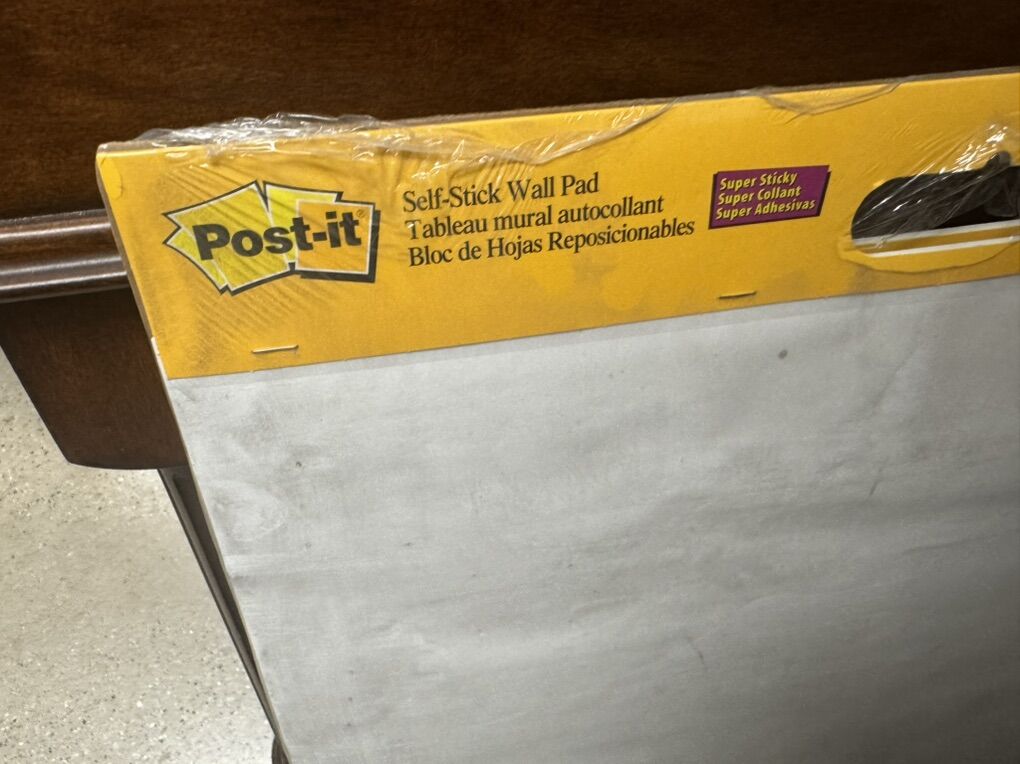 Post-it®
Self-Stick Wall Pad
Tableau mural autocollant
Bloc de Hojas Reposicionables
Super Sticky
Super Collant
Super Adhesivas